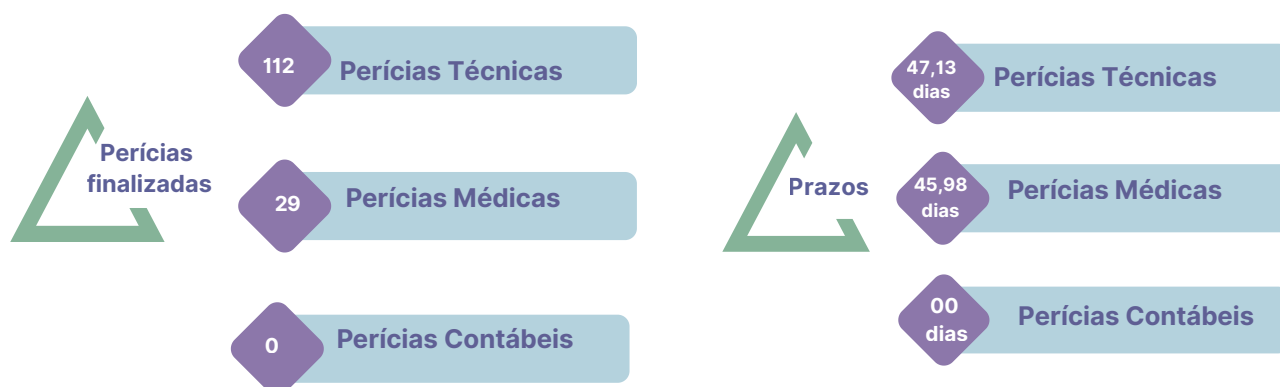 Perícias
finalizadas
112
Perícias Técnicas
29
Perícias Médicas
0
Perícias Contábeis
Prazos
47,13
dias
Perícias Técnicas
45,98
dias
Perícias Médicas
00
dias
Perícias Contábeis